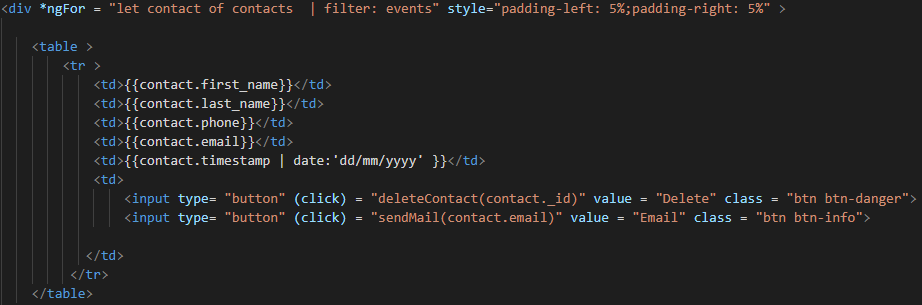 <div *ngFor = "let contact of contacts  | filter: events" style="padding-left: 5%;padding-right: 5%" >
<table >
<tr >
<td>{{contact.first_name}}</td>
<td>{{contact.last_name}}</td>
<td>{{contact.phone}}</td>
<td>{{contact.email}}</td>
<td>{{contact.timestamp | date:'dd/mm/yyyy' }}</td>
<td>
<input type= "button" (click) = "deleteContact(contact._id)" value = "Delete" class = "btn btn-danger">
<input type= "button" (click) = "sendMail(contact.email)" value = "Email" class = "btn btn-info">
</td>
</tr>
</table>